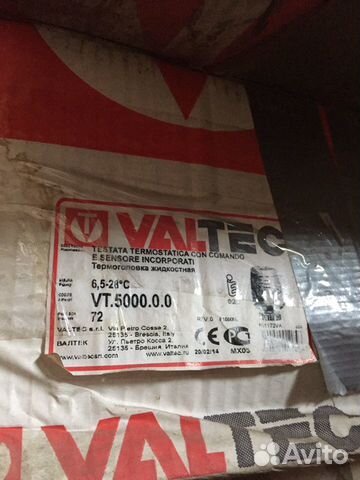 VALTEC
TESTATA TERMOSTATICA CON COMANDO
E SENSORE INCORPORATI
Термоголовка жидкостная
6,5-28°C
VT.5000.0.0
72
VALTEC s.r.l. Via Pietro Cossa 2
25135 - Brescia, Italy
ВАЛТЕК Ул. Пьетро Косса 2
25135 - Брешиа, Италия
www.valtec.ru
20/02/14
MX05
CE
VALTEC
Avito